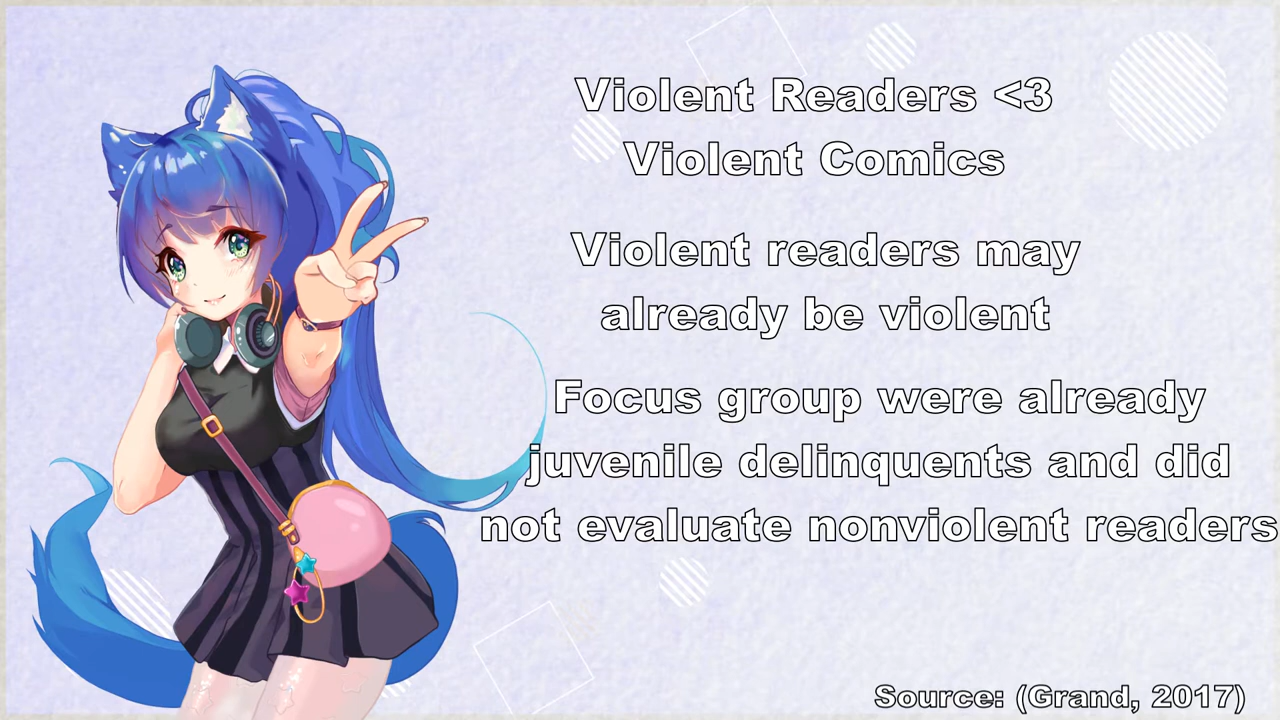 Violent Readers <3
Violent Comics
Violent readers may
already be violent
Focus group were already
juvenile delinquents and did
not evaluate nonviolent readers
Source: (Grand, 2017)